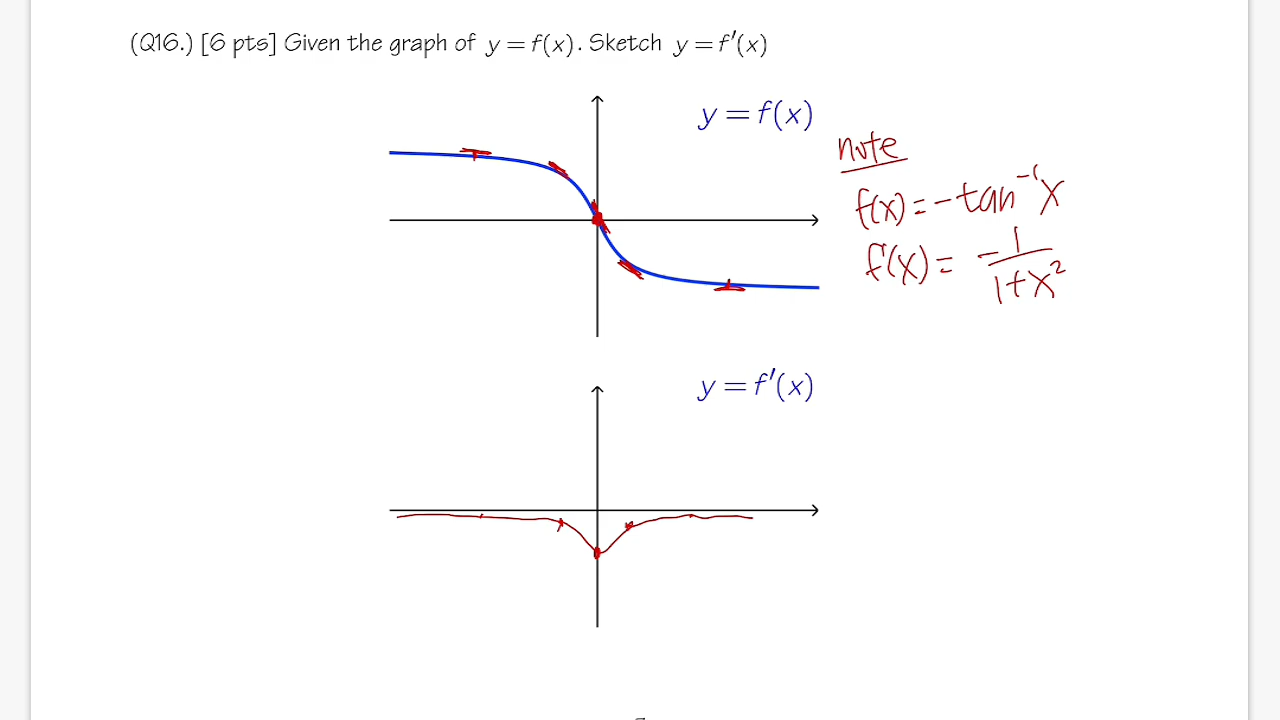 (Q16.) [6 pts] Given the graph of y = f(x). Sketch y = f′(x)
y = f(x)
note
f(x) = -tan⁻¹x
f'(x) = -1/1+x²
y = f′(x)